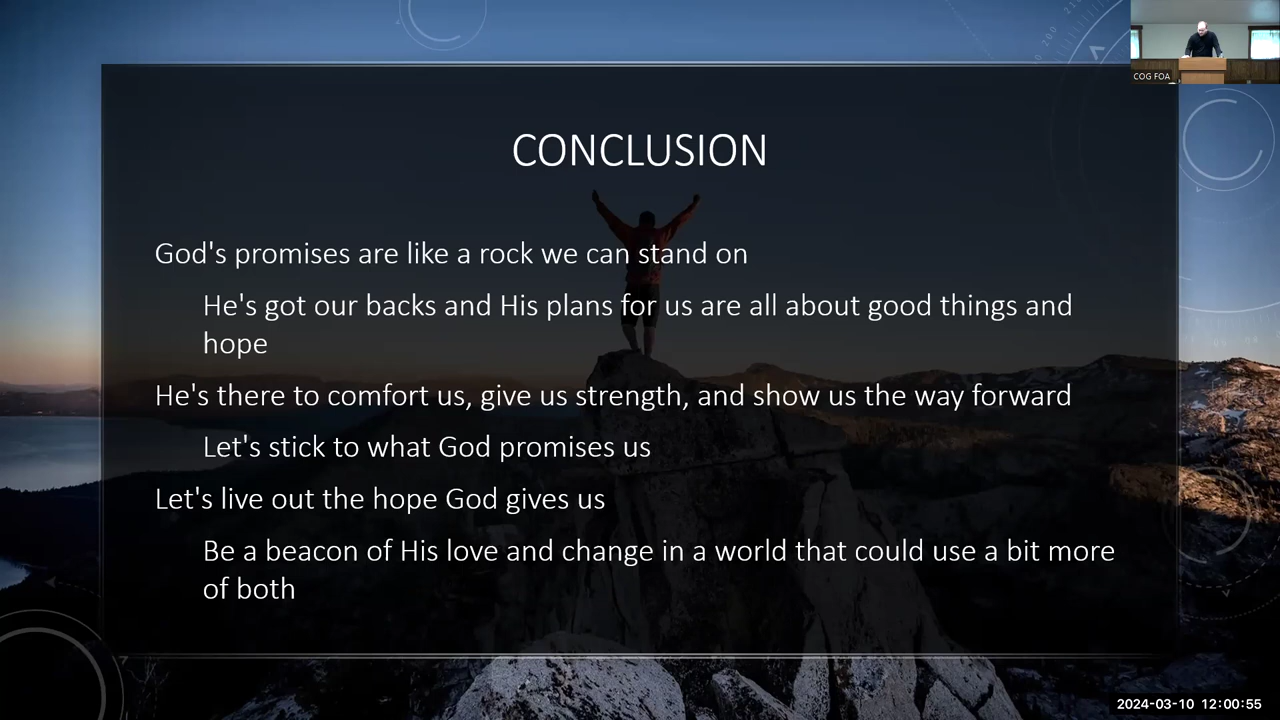 COG FOA
CONCLUSION
God's promises are like a rock we can stand on
He's got our backs and His plans for us are all about good things and
hope
He's there to comfort us, give us strength, and show us the way forward
Let's stick to what God promises us
Let's live out the hope God gives us
Be a beacon of His love and change in a world that could use a bit more
of both
2024-03-10 12:00:55